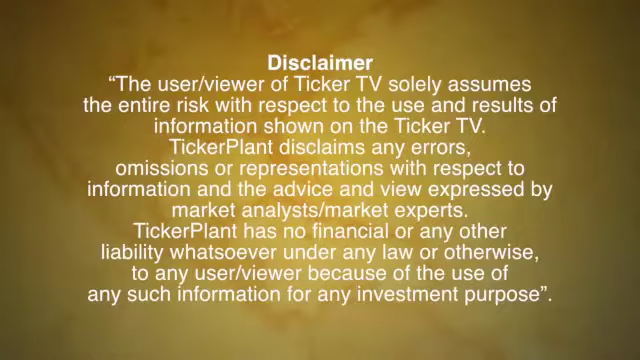 Disclaimer
“The user/viewer of Ticker TV solely assumes
the entire risk with respect to the use and results of
information shown on the Ticker TV.
TickerPlant disclaims any errors,
omissions or representations with respect to
information and the advice and view expressed by
market analysts/market experts.
TickerPlant has no financial or any other
liability whatsoever under any law or otherwise,
to any user/viewer because of the use of
any such information for any investment purpose”.